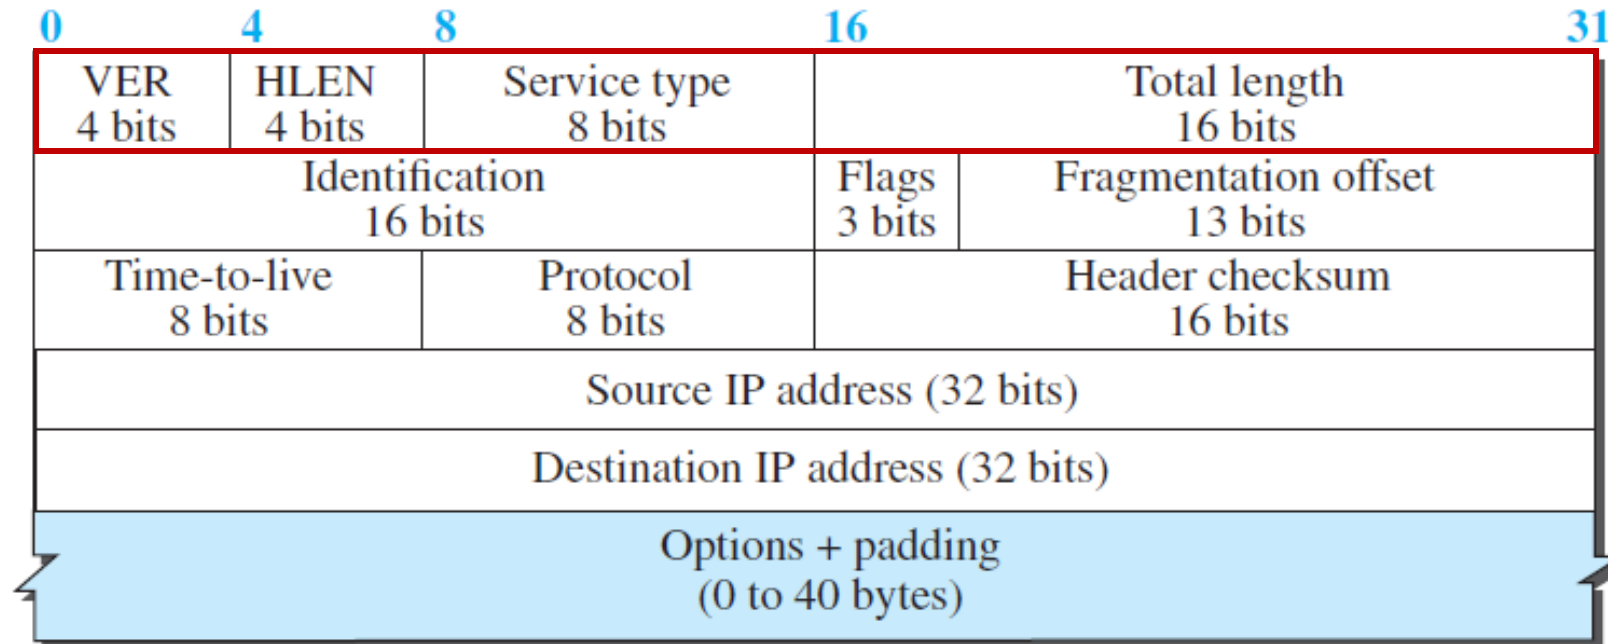 0 4 8 16 31
VER HLEN Service type Total length
4 bits 4 bits 8 bits 16 bits
Identification Flags Fragmentation offset
16 bits 3 bits 13 bits
Time-to-live Protocol Header checksum
8 bits 8 bits 16 bits
Source IP address (32 bits)
Destination IP address (32 bits)
Options + padding
(0 to 40 bytes)